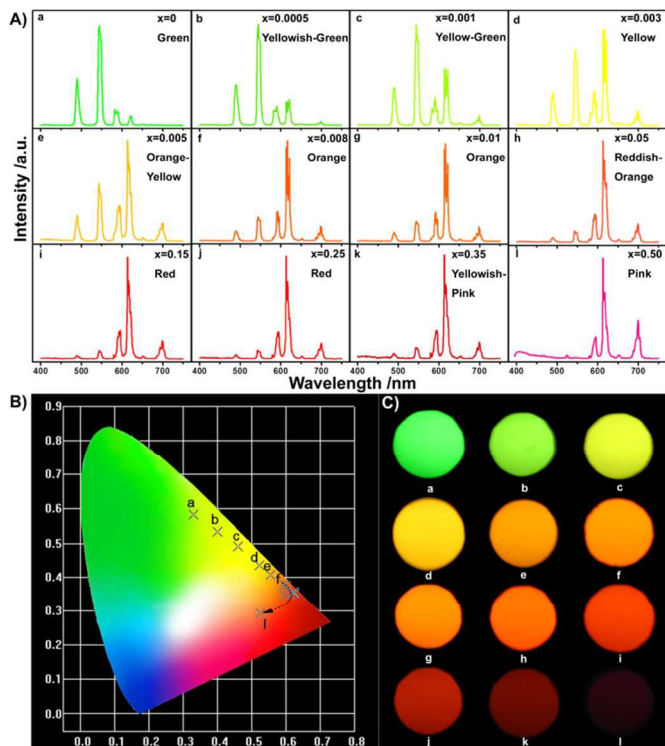 A)
a x=0
Green
b x=0.0005
Yellowish-Green
c x=0.001
Yellow-Green
d x=0.003
Yellow
e x=0.005
Orange-
Yellow
f x=0.008
Orange
g x=0.01
Orange
h x=0.05
Reddish-
Orange
i x=0.15
Red
j x=0.25
Red
k x=0.35
Yellowish-
Pink
l x=0.50
Pink
Intensity /a.u.
400 500 600 700 400 500 600 700 400 500 600 700 400 500 600 700
Wavelength /nm
B)
0.9
0.8
0.7
0.6
0.5
0.4
0.3
0.2
0.1
0.0
0.0 0.1 0.2 0.3 0.4 0.5 0.6 0.7 0.8
a
b
c
d
e
f
l
C)
a b c
d e f
g h i
j k l